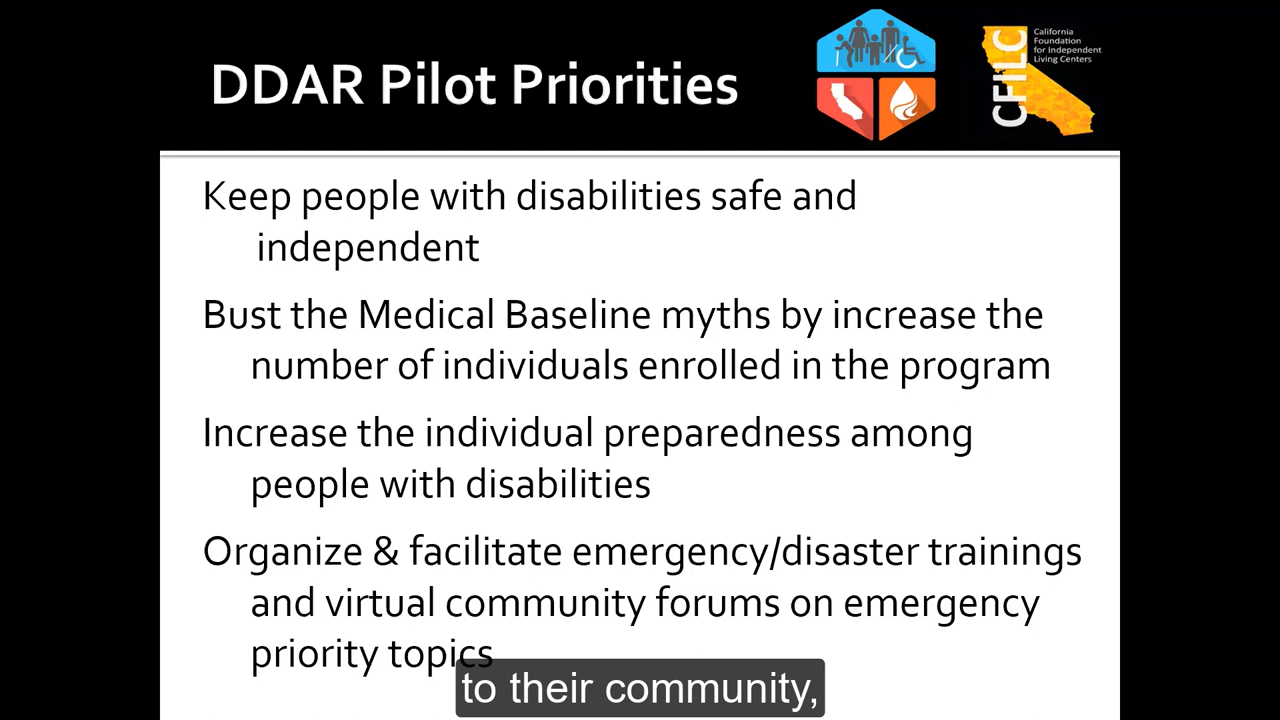 DDAR Pilot Priorities
CFILC
California
Foundation
for Independent
Living Centers
Keep people with disabilities safe and
independent
Bust the Medical Baseline myths by increase the
number of individuals enrolled in the program
Increase the individual preparedness among
people with disabilities
Organize & facilitate emergency/disaster trainings
and virtual community forums on emergency
priority topics
to their community,